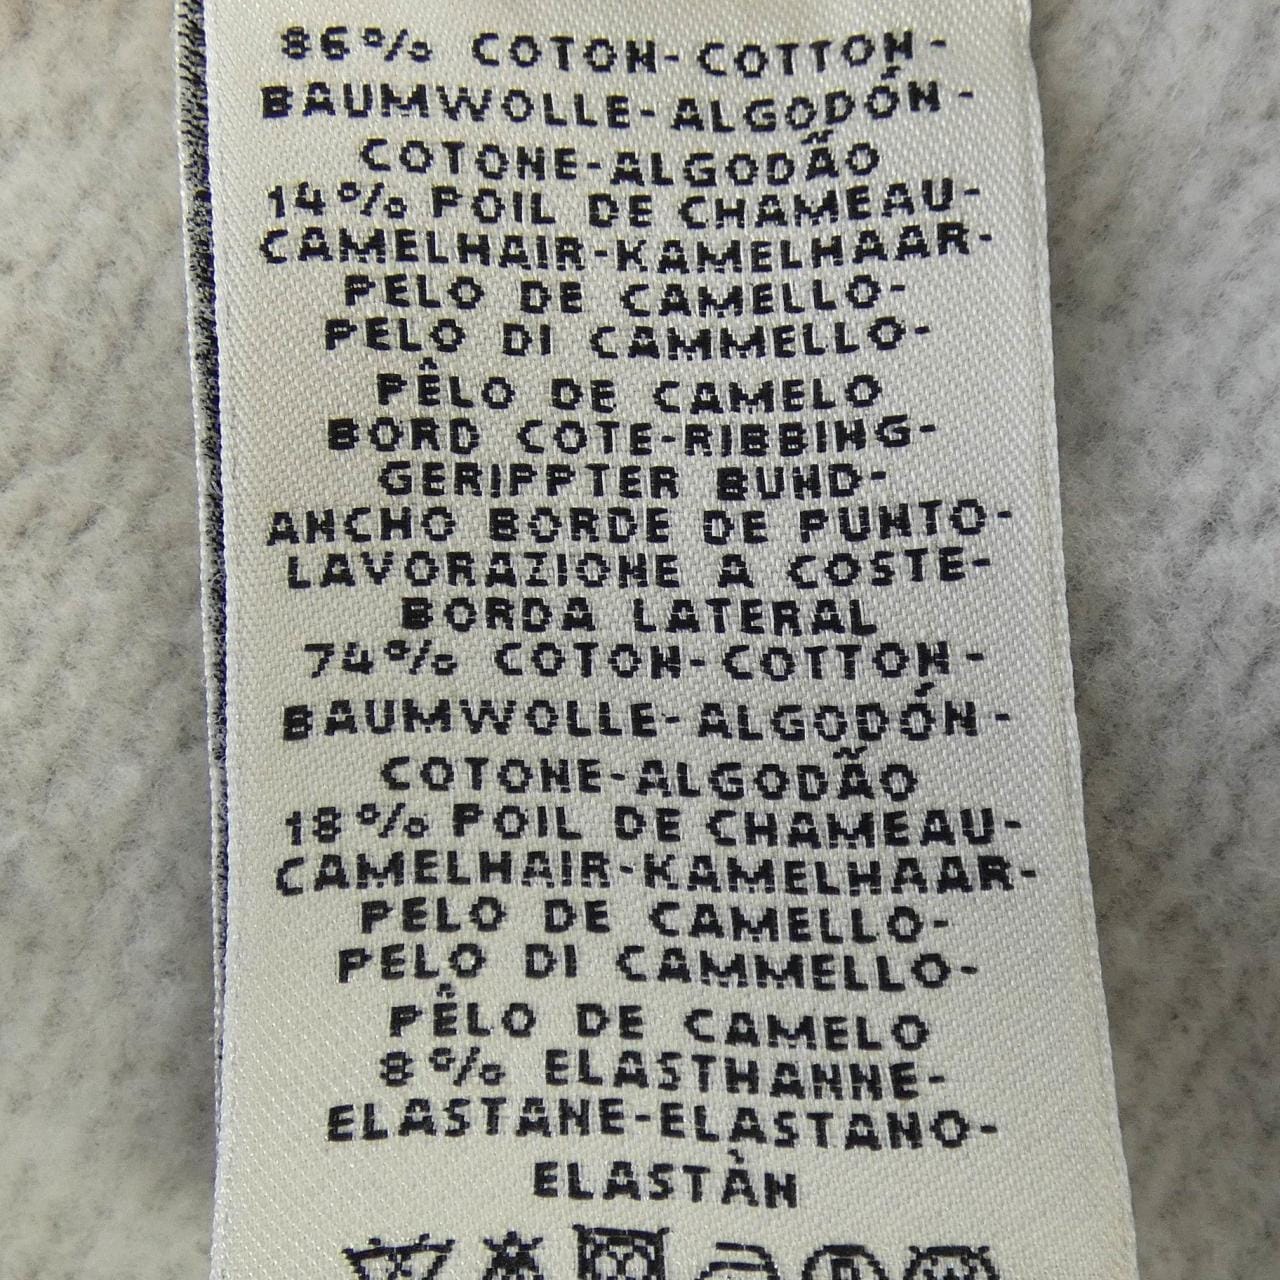 86% COTON-COTTON-
BAUMWOLLE-ALGODÓN-
COTONE-ALGODÃO
14% POIL DE CHAMEAU-
CAMELHAIR-KAMELHAAR-
PELO DE CAMELLO-
PELO DI CAMMELLO-
PÊLO DE CAMELO
BORD COTE-RIBBING-
GERIPPTER BUND-
ANCHO BORDE DE PUNTO-
LAVORAZIONE A COSTE-
BORDA LATERAL
74% COTON-COTTON-
BAUMWOLLE-ALGODÓN-
COTONE-ALGODÃO
18% POIL DE CHAMEAU-
CAMELHAIR-KAMELHAAR-
PELO DE CAMELLO-
PELO DI CAMMELLO-
PÊLO DE CAMELO
8% ELASTHANNE-
ELASTANE-ELASTANO-
ELASTÀN